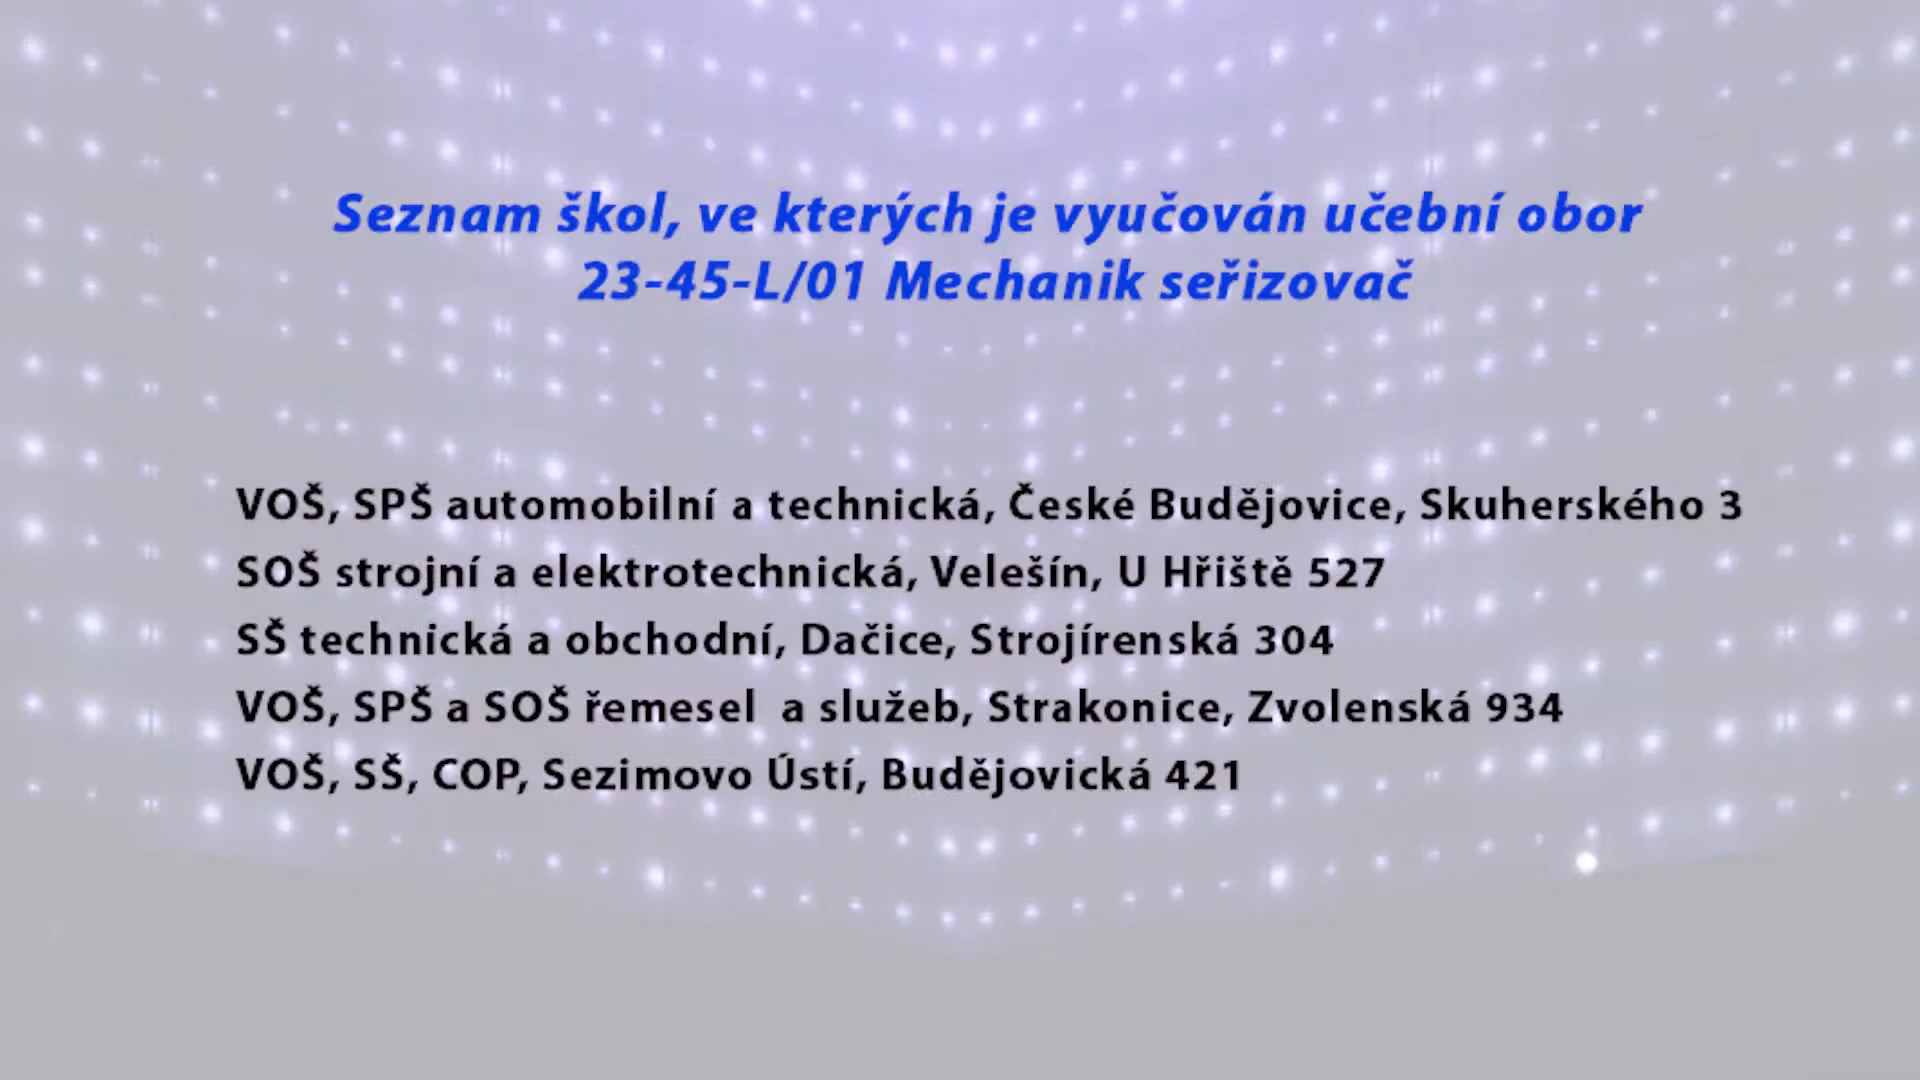 Seznam škol, ve kterých je vyučován učební obor
23-45-L/01 Mechanik seřizovač
VOŠ, SPŠ automobilní a technická, České Budějovice, Skuherského 3
SOŠ strojní a elektrotechnická, Velešín, U Hřiště 527
SŠ technická a obchodní, Dačice, Strojírenská 304
VOŠ, SPŠ a SOŠ řemesel a služeb, Strakonice, Zvolenská 934
VOŠ, SŠ, COP, Sezimovo Ústí, Budějovická 421